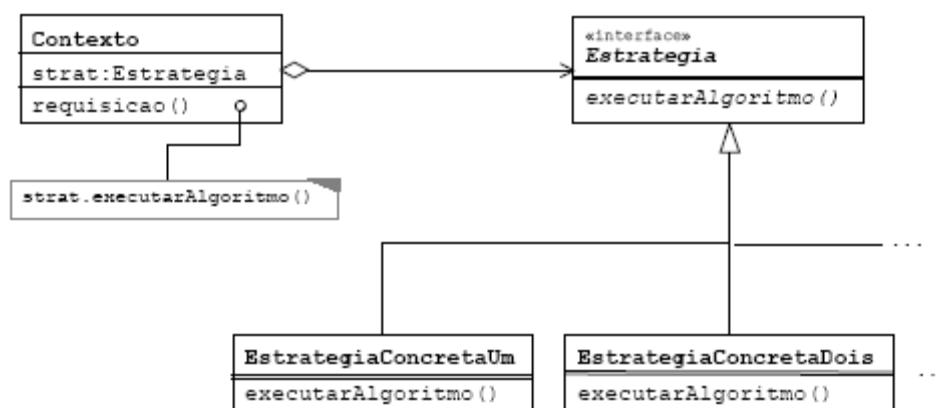 Contexto
strat:Estrategia
requisicao()
strat.executarAlgoritmo()
«interface»
Estrategia
executarAlgoritmo()
...
EstrategiaConcretaUm
executarAlgoritmo()
EstrategiaConcretaDois
executarAlgoritmo()
..